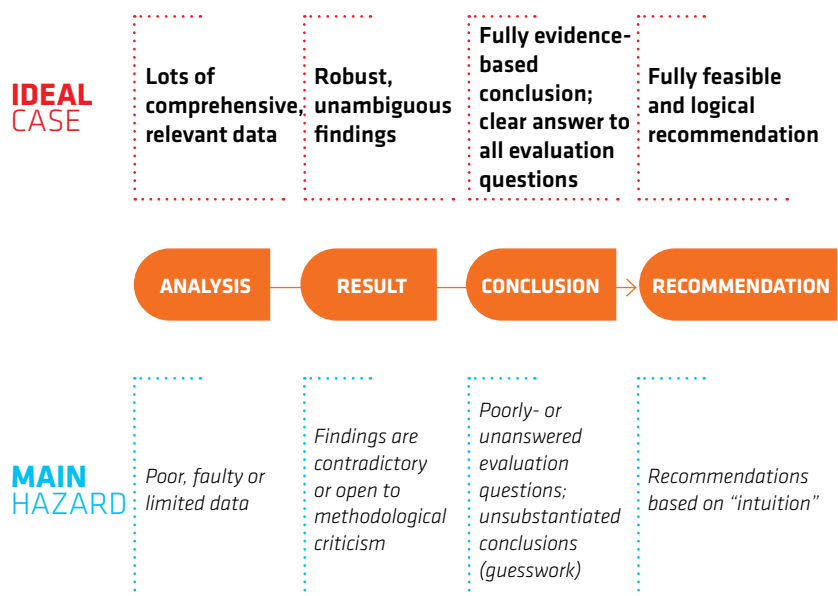 IDEAL
CASE
Lots of
comprehensive,
relevant data
Robust,
unambiguous
findings
Fully evidence-
based
conclusion;
clear answer to
all evaluation
questions
Fully feasible
and logical
recommendation
ANALYSIS
RESULT
CONCLUSION
RECOMMENDATION
MAIN
HAZARD
Poor, faulty or
limited data
Findings are
contradictory
or open to
methodological
criticism
Poorly- or
unanswered
evaluation
questions;
unsubstantiated
conclusions
(guesswork)
Recommendations
based on “intuition”